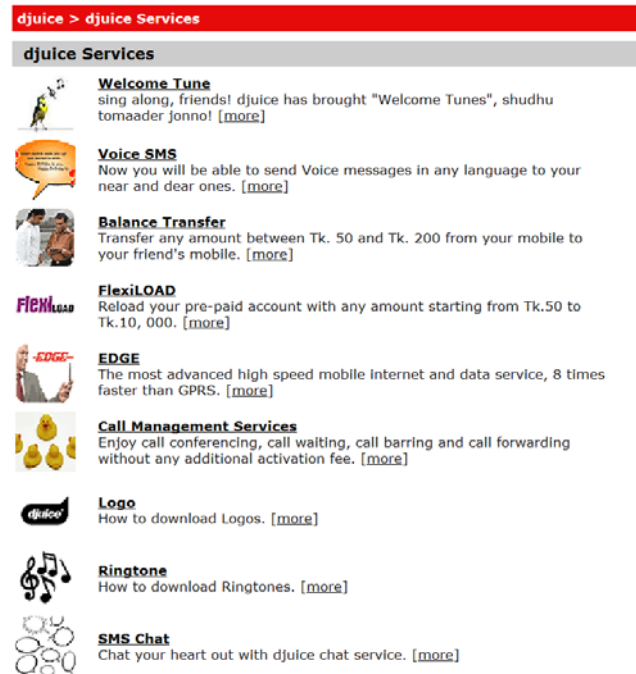 djuice > djuice Services
djuice Services
Welcome Tune
sing along, friends! djuice has brought "Welcome Tunes", shudhu
tomaader jonno! [more]
Voice SMS
Now you will be able to send Voice messages in any language to your
near and dear ones. [more]
Balance Transfer
Transfer any amount between Tk. 50 and Tk. 200 from your mobile to
your friend's mobile. [more]
FlexiLOAD
FlexiLOAD
Reload your pre-paid account with any amount starting from Tk.50 to
Tk.10, 000. [more]
-EDGE-
EDGE
The most advanced high speed mobile internet and data service, 8 times
faster than GPRS. [more]
Call Management Services
Enjoy call conferencing, call waiting, call barring and call forwarding
without any additional activation fee. [more]
djuice
Logo
How to download Logos. [more]
Ringtone
How to download Ringtones. [more]
SMS Chat
Chat your heart out with djuice chat service. [more]